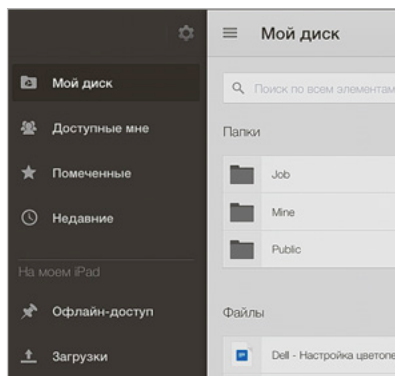 Мой диск
Доступные мне
Помеченные
Недавние
На моем iPad
Офлайн-доступ
Загрузки
Мой диск
Поиск по всем элементам
Папки
Job
Mine
Public
Файлы
Dell - Настройка цветопе